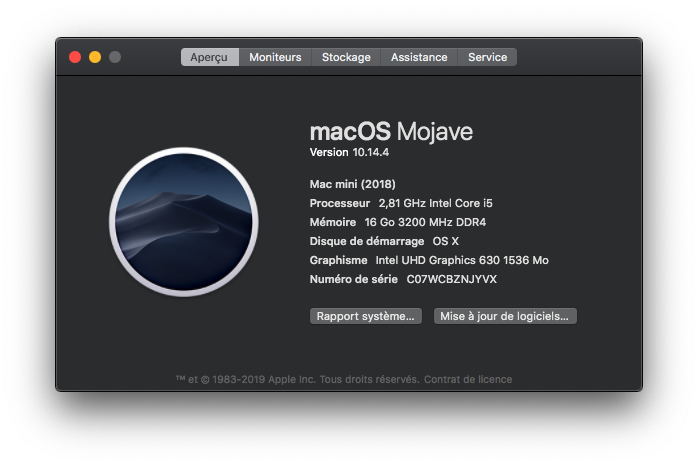 Aperçu Moniteurs Stockage Assistance Service
macOS Mojave
Version 10.14.4
Mac mini (2018)
Processeur 2,81 GHz Intel Core i5
Mémoire 16 Go 3200 MHz DDR4
Disque de démarrage OS X
Graphisme Intel UHD Graphics 630 1536 Mo
Numéro de série C07WCBZNJYVX
Rapport système... Mise à jour de logiciels...
™ et © 1983-2019 Apple Inc. Tous droits réservés. Contrat de licence